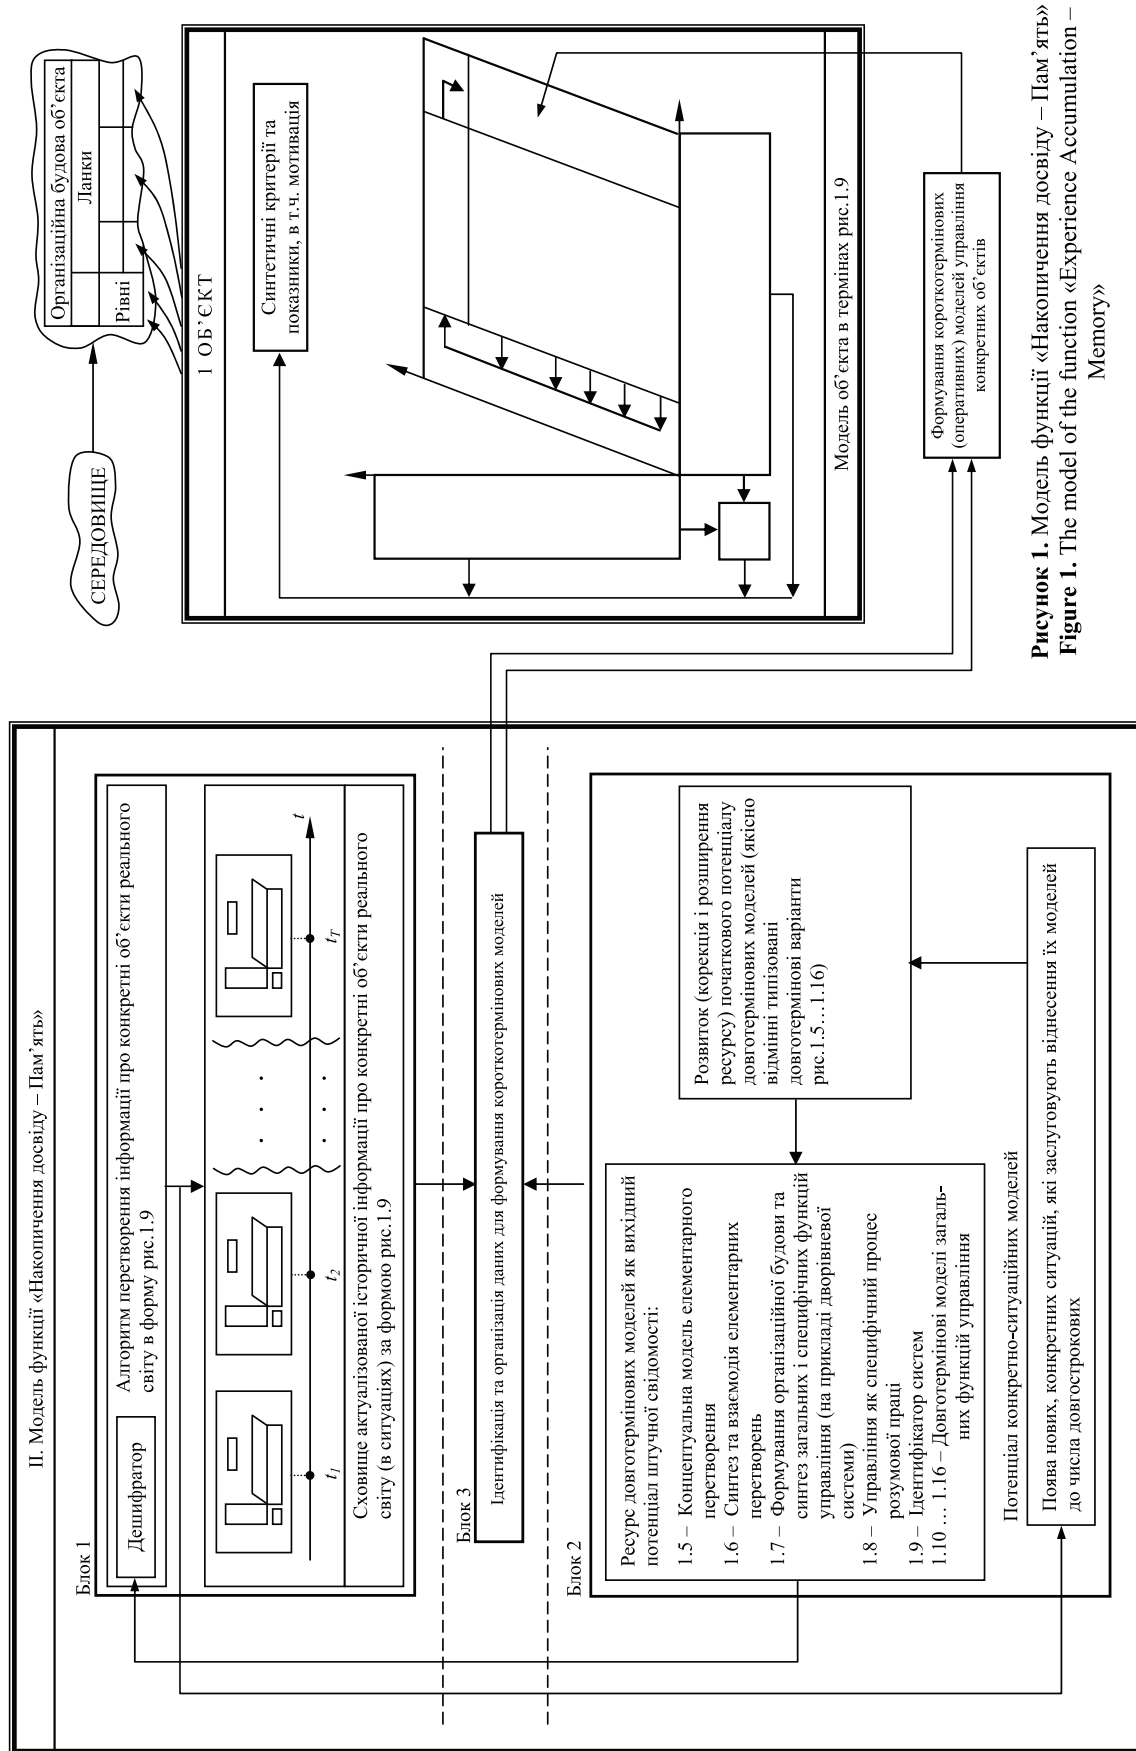 II. Модель функції «Накопичення досвіду – Пам’ять»
Блок 1
Дешифратор
Алгоритм перетворення інформації про конкретні об’єкти реального
світу в форму рис.1.9
t₁
t₂
t_T
t
Сховище актуалізованої історичної інформації про конкретні об’єкти реального
світу (в ситуаціях) за формою рис.1.9
Блок 3
Ідентифікація та організація даних для формування короткотермінових моделей
Блок 2
Ресурс довготермінових моделей як вихідний
потенціал штучної свідомості:
1.5 – Концептуальна модель елементарного
перетворення
1.6 – Синтез та взаємодія елементарних
перетворень
1.7 – Формування організаційної будови та
синтез загальних і специфічних функцій
управління (на прикладі дворівневої
системи)
1.8 – Управління як специфічний процес
розумової праці
1.9 – Ідентифікатор систем
1.10 … 1.16 – Довготермінові моделі загаль-
них функцій управління
Розвиток (корекція і розширення
ресурсу) початкового потенціалу
довготермінових моделей (якісно
відмінні типізовані
довготермінові варіанти
рис.1.5…1.16)
Потенціал конкретно-ситуаційних моделей
Поява нових, конкретних ситуацій, які заслуговують віднесення їх моделей
до числа довгострокових
СЕРЕДОВИЩЕ
Організаційна будова об’єкта
Ланки
Рівні
1 ОБ’ЄКТ
Синтетичні критерії та
показники, в т.ч. мотивація
Модель об’єкта в термінах рис.1.9
Формування короткотермінових
(оперативних) моделей управління
конкретних об’єктів
Рисунок 1. Модель функції «Накопичення досвіду – Пам’ять»
Figure 1. The model of the function «Experience Accumulation –
Memory»